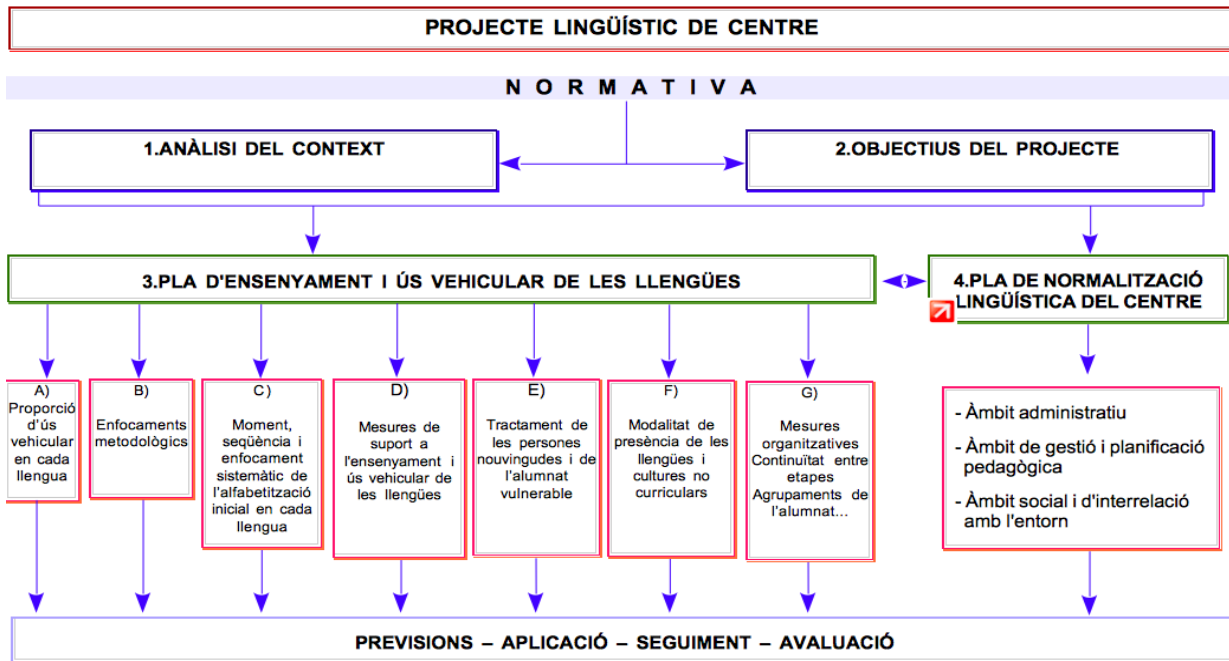 PROJECTE LINGÜÍSTIC DE CENTRE
N O R M A T I V A
1.ANÀLISI DEL CONTEXT
2.OBJECTIUS DEL PROJECTE
3.PLA D'ENSENYAMENT I ÚS VEHICULAR DE LES LLENGÜES
4.PLA DE NORMALITZACIÓ
LINGÜÍSTICA DEL CENTRE
A)
Proporció
d'ús
vehicular
en cada
llengua
B)
Enfocaments
metodològics
C)
Moment,
seqüència i
enfocament
sistemàtic de
l'alfabetització
inicial en cada
llengua
D)
Mesures de
suport a
l'ensenyament i
ús vehicular de
les llengües
E)
Tractament de
les persones
nouvingudes i de
l'alumnat
vulnerable
F)
Modalitat de
presència de les
llengües i
cultures no
curriculars
G)
Mesures
organitzatives
Continuïtat entre
etapes
Agrupaments de
l'alumnat...
- Àmbit administratiu
- Àmbit de gestió i planificació
pedagògica
- Àmbit social i d'interrelació
amb l'entorn
PREVISIONS – APLICACIÓ – SEGUIMENT – AVALUACIÓ